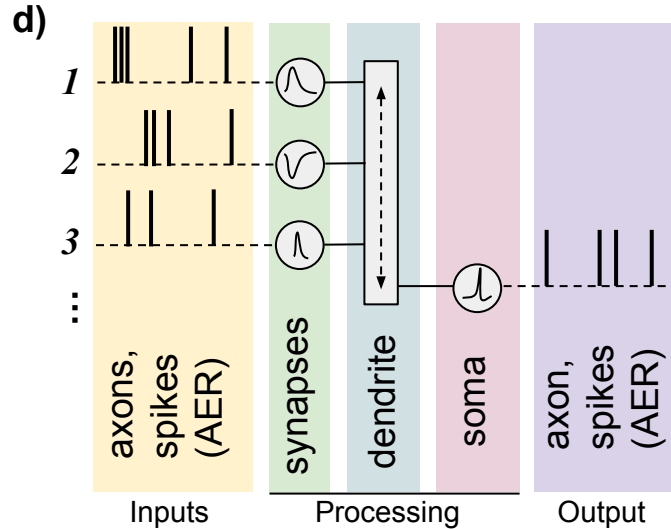 d)
1
2
3
...
axons,
spikes
(AER)
synapses
dendrite
soma
axon,
spikes
(AER)
Inputs
Processing
Output